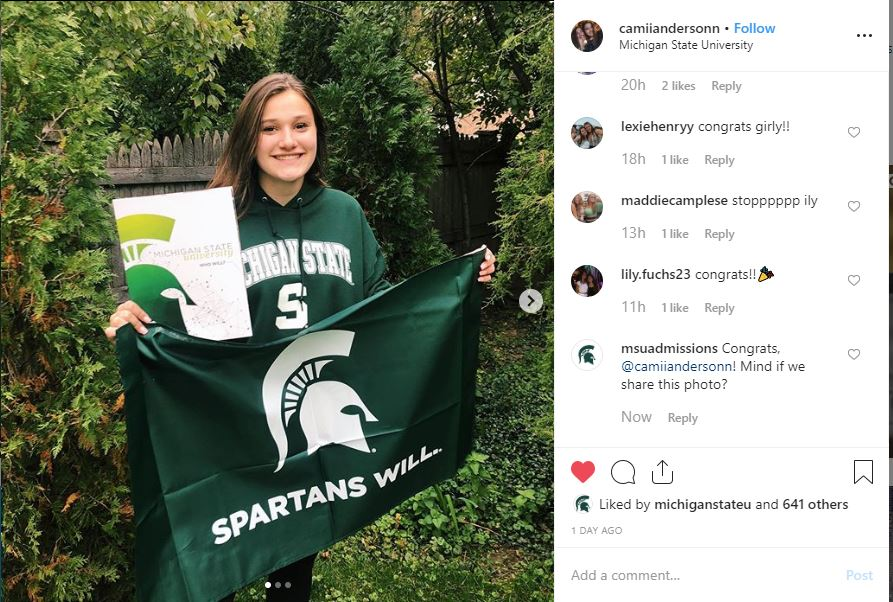 MICHIGAN STATE
university
WHO WILL?
CHIGAN STATE
S
SPARTANS WILL.
camiiandersonn • Follow
Michigan State University
20h 2 likes Reply
lexiehenryy congrats girly!!
18h 1 like Reply
maddiecamplese stopppppp ily
13h 1 like Reply
lily.fuchs23 congrats!!🎉
11h 1 like Reply
msuadmissions Congrats,
@camiiandersonn! Mind if we
share this photo?
Now Reply
Liked by michiganstateu and 641 others
1 DAY AGO
Add a comment... Post